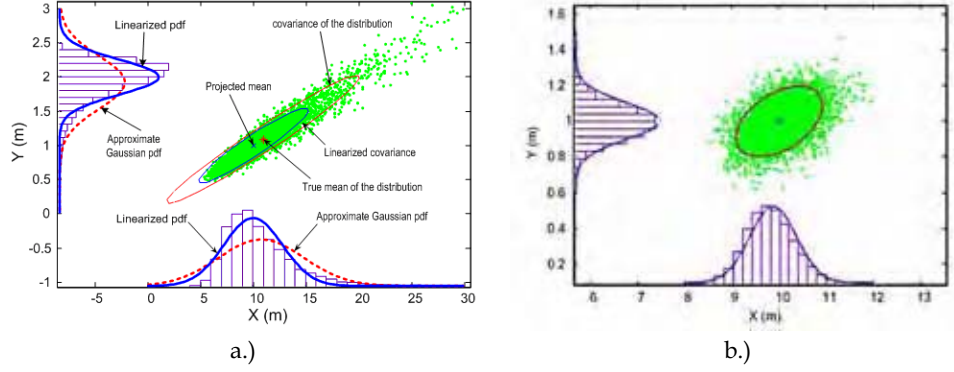 3
2.5
2
1.5
1
0.5
0
-0.5
-1
Y (m)
Linearized pdf
covariance of the distribution
Projected mean
Approximate
Gaussian pdf
Linearized covariance
True mean of the distribution
Linearized pdf
Approximate Gaussian pdf
-5 0 5 10 15 20 25 30
X (m)
a.)
1.6
1.4
1.2
1.0
0.8
0.6
0.4
0.2
Y (m)
6 7 8 9 10 11 12 13
X (m)
b.)